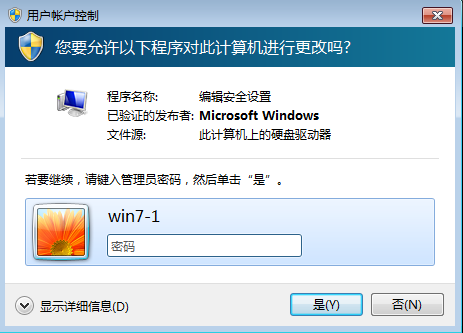 用户帐户控制
您要允许以下程序对此计算机进行更改吗?
程序名称: 编辑安全设置
已验证的发布者: Microsoft Windows
文件源: 此计算机上的硬盘驱动器
若要继续，请键入管理员密码，然后单击“是”。
win7-1
密码
显示详细信息(D)
是(Y)
否(N)